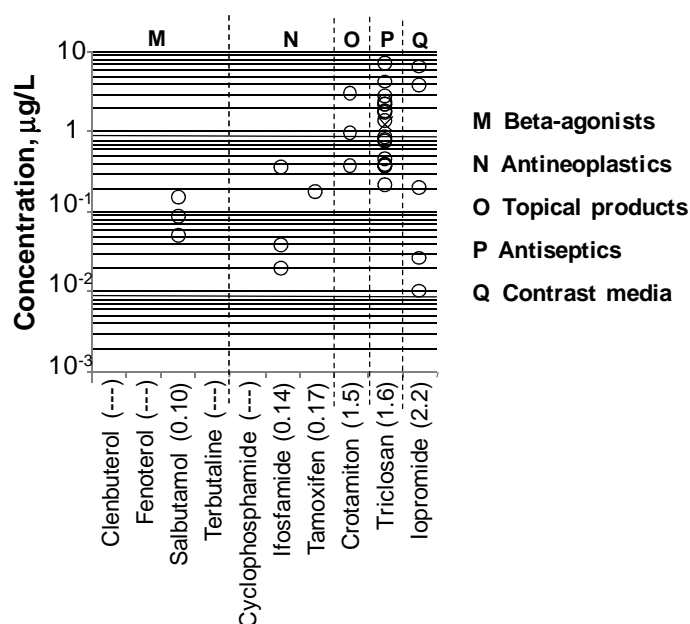 M N O P Q
10
1
10-1
10-2
10-3
Concentration, µg/L
Clenbuterol (---)
Fenoterol (---)
Salbutamol (0.10)
Terbutaline (---)
Cyclophosphamide (---)
Ifosfamide (0.14)
Tamoxifen (0.17)
Crotamiton (1.5)
Triclosan (1.6)
Iopromide (2.2)
M Beta-agonists
N Antineoplastics
O Topical products
P Antiseptics
Q Contrast media